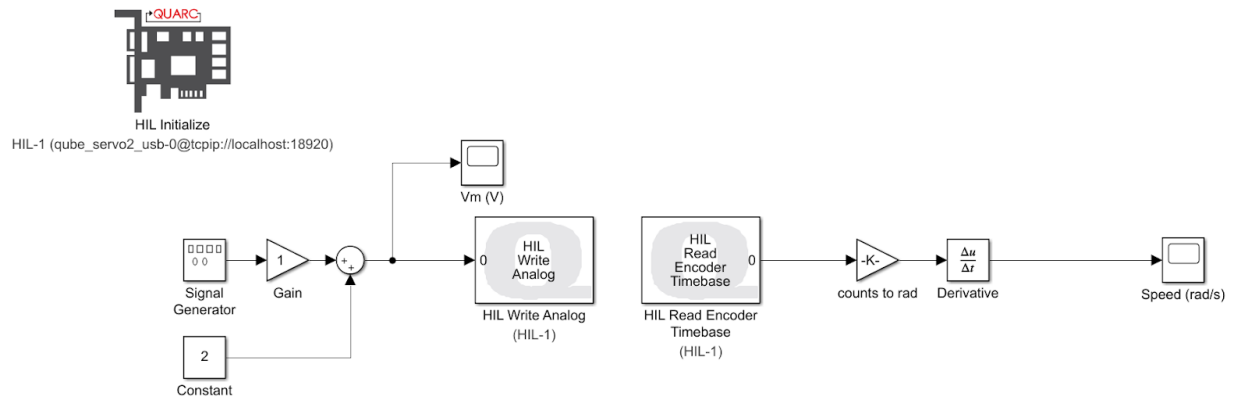 QUARC
HIL Initialize
HIL-1 (qube_servo2_usb-0@tcpip://localhost:18920)
Vm (V)
Signal
Generator
1
Gain
+
+
2
Constant
0
HIL
Write
Analog
HIL Write Analog
(HIL-1)
HIL
Read
Encoder
Timebase
0
HIL Read Encoder
Timebase
(HIL-1)
-K-
counts to rad
Δu
Δt
Derivative
Speed (rad/s)